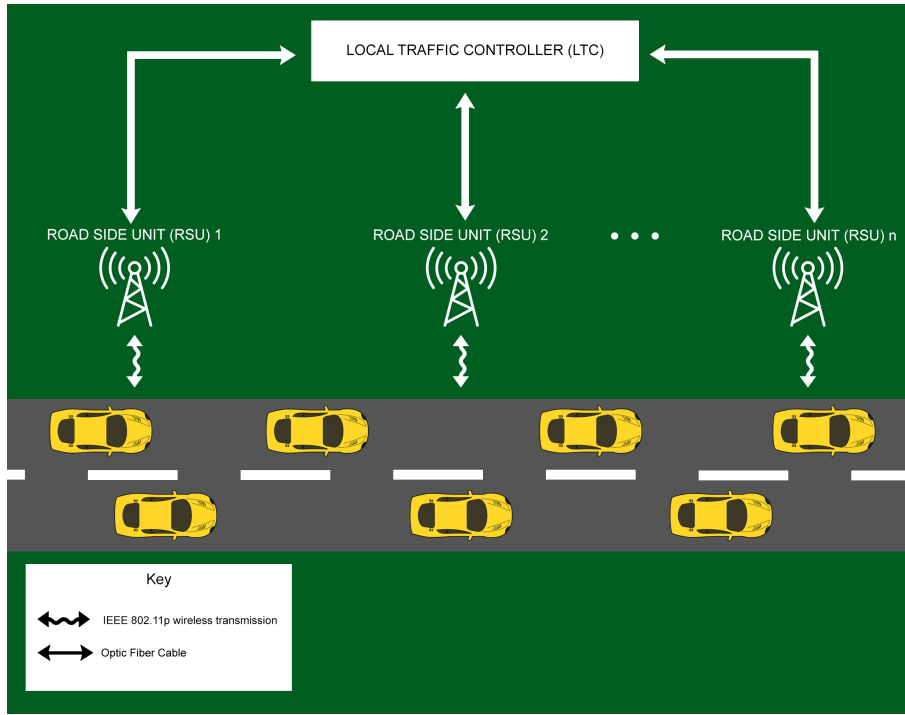 LOCAL TRAFFIC CONTROLLER (LTC)
ROAD SIDE UNIT (RSU) 1
ROAD SIDE UNIT (RSU) 2
ROAD SIDE UNIT (RSU) n
Key
IEEE 802.11p wireless transmission
Optic Fiber Cable